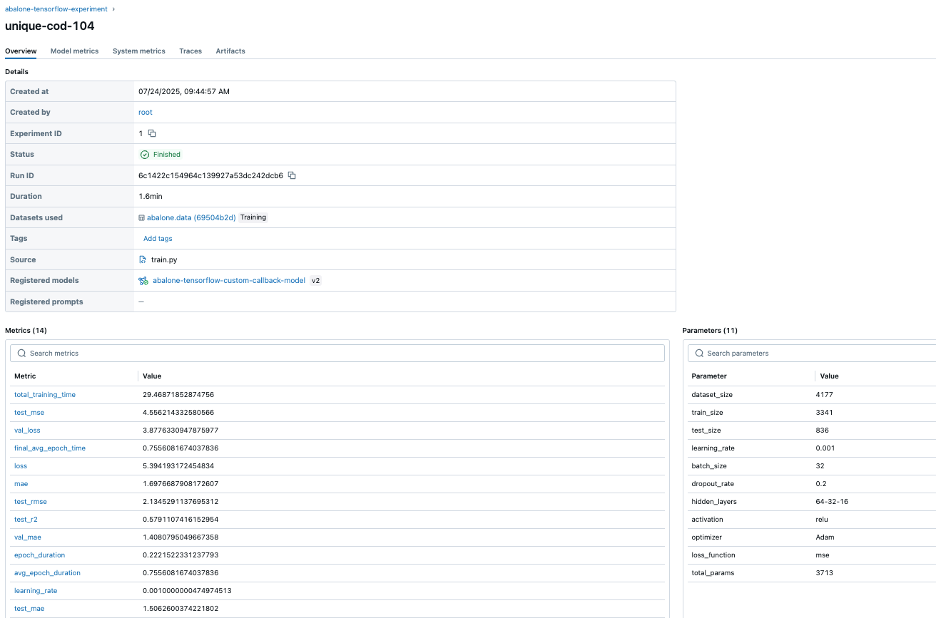 abalone-tensorflow-experiment ›
unique-cod-104
Overview Model metrics System metrics Traces Artifacts
Details
Created at 07/24/2025, 09:44:57 AM
Created by root
Experiment ID 1
Status Finished
Run ID 6c1422c154964c139927a53dc242dcb6
Duration 1.6min
Datasets used abalone.data (69504b2d) Training
Tags Add tags
Source train.py
Registered models abalone-tensorflow-custom-callback-model v2
Registered prompts —
Metrics (14)
Search metrics
Metric Value
total_training_time 29.46871852874756
test_mse 4.556214332580566
val_loss 3.8776330947875977
final_avg_epoch_time 0.7556081674037836
loss 5.394193172454834
mae 1.6976687908172607
test_rmse 2.1345291137695312
test_r2 0.5791107416152954
val_mae 1.4080795049667358
epoch_duration 0.2221522331237793
avg_epoch_duration 0.7556081674037836
learning_rate 0.0010000000474974513
test_mae 1.5062600374221802
Parameters (11)
Search parameters
Parameter Value
dataset_size 4177
train_size 3341
test_size 836
learning_rate 0.001
batch_size 32
dropout_rate 0.2
hidden_layers 64-32-16
activation relu
optimizer Adam
loss_function mse
total_params 3713